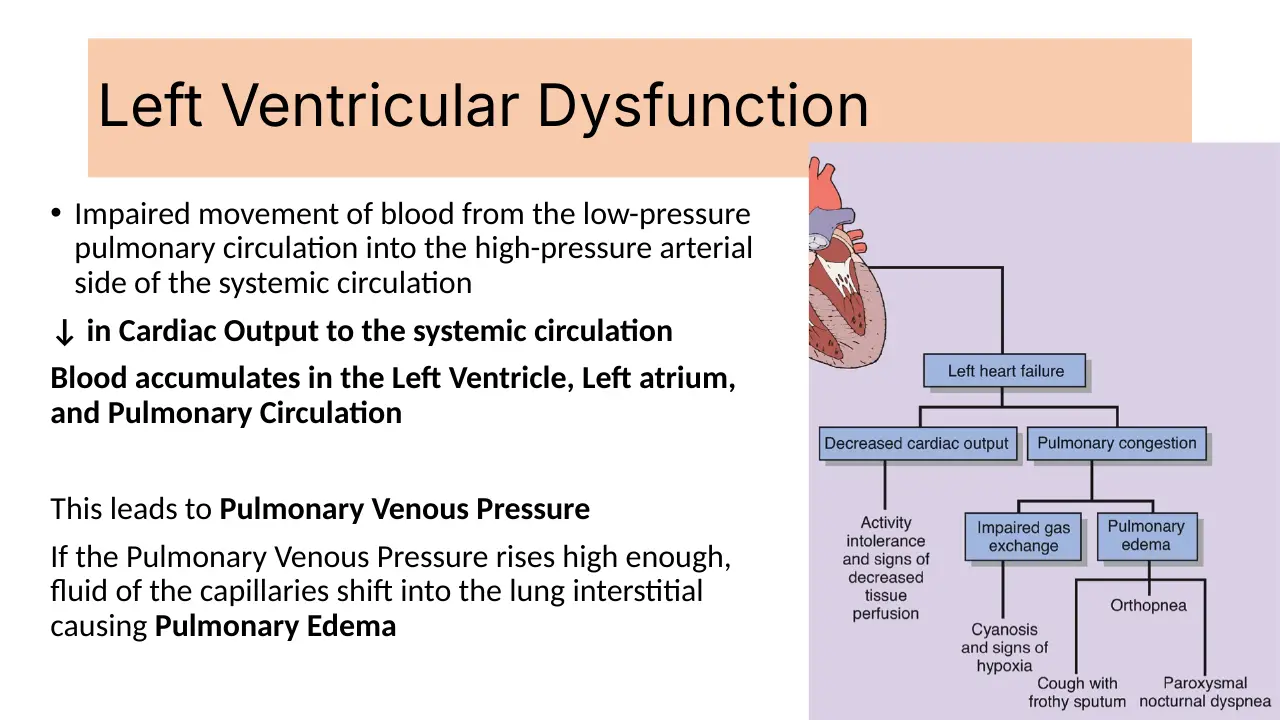 Left Ventricular Dysfunction
• Impaired movement of blood from the low-pressure
pulmonary circulation into the high-pressure arterial
side of the systemic circulation
↓ in Cardiac Output to the systemic circulation
Blood accumulates in the Left Ventricle, Left atrium,
and Pulmonary Circulation
This leads to Pulmonary Venous Pressure
If the Pulmonary Venous Pressure rises high enough,
fluid of the capillaries shift into the lung interstitial
causing Pulmonary Edema
Left heart failure
Decreased cardiac output
Pulmonary congestion
Activity
intolerance
and signs of
decreased
tissue
perfusion
Impaired gas
exchange
Pulmonary
edema
Cyanosis
and signs of
hypoxia
Orthopnea
Cough with
frothy sputum
Paroxysmal
nocturnal dyspnea